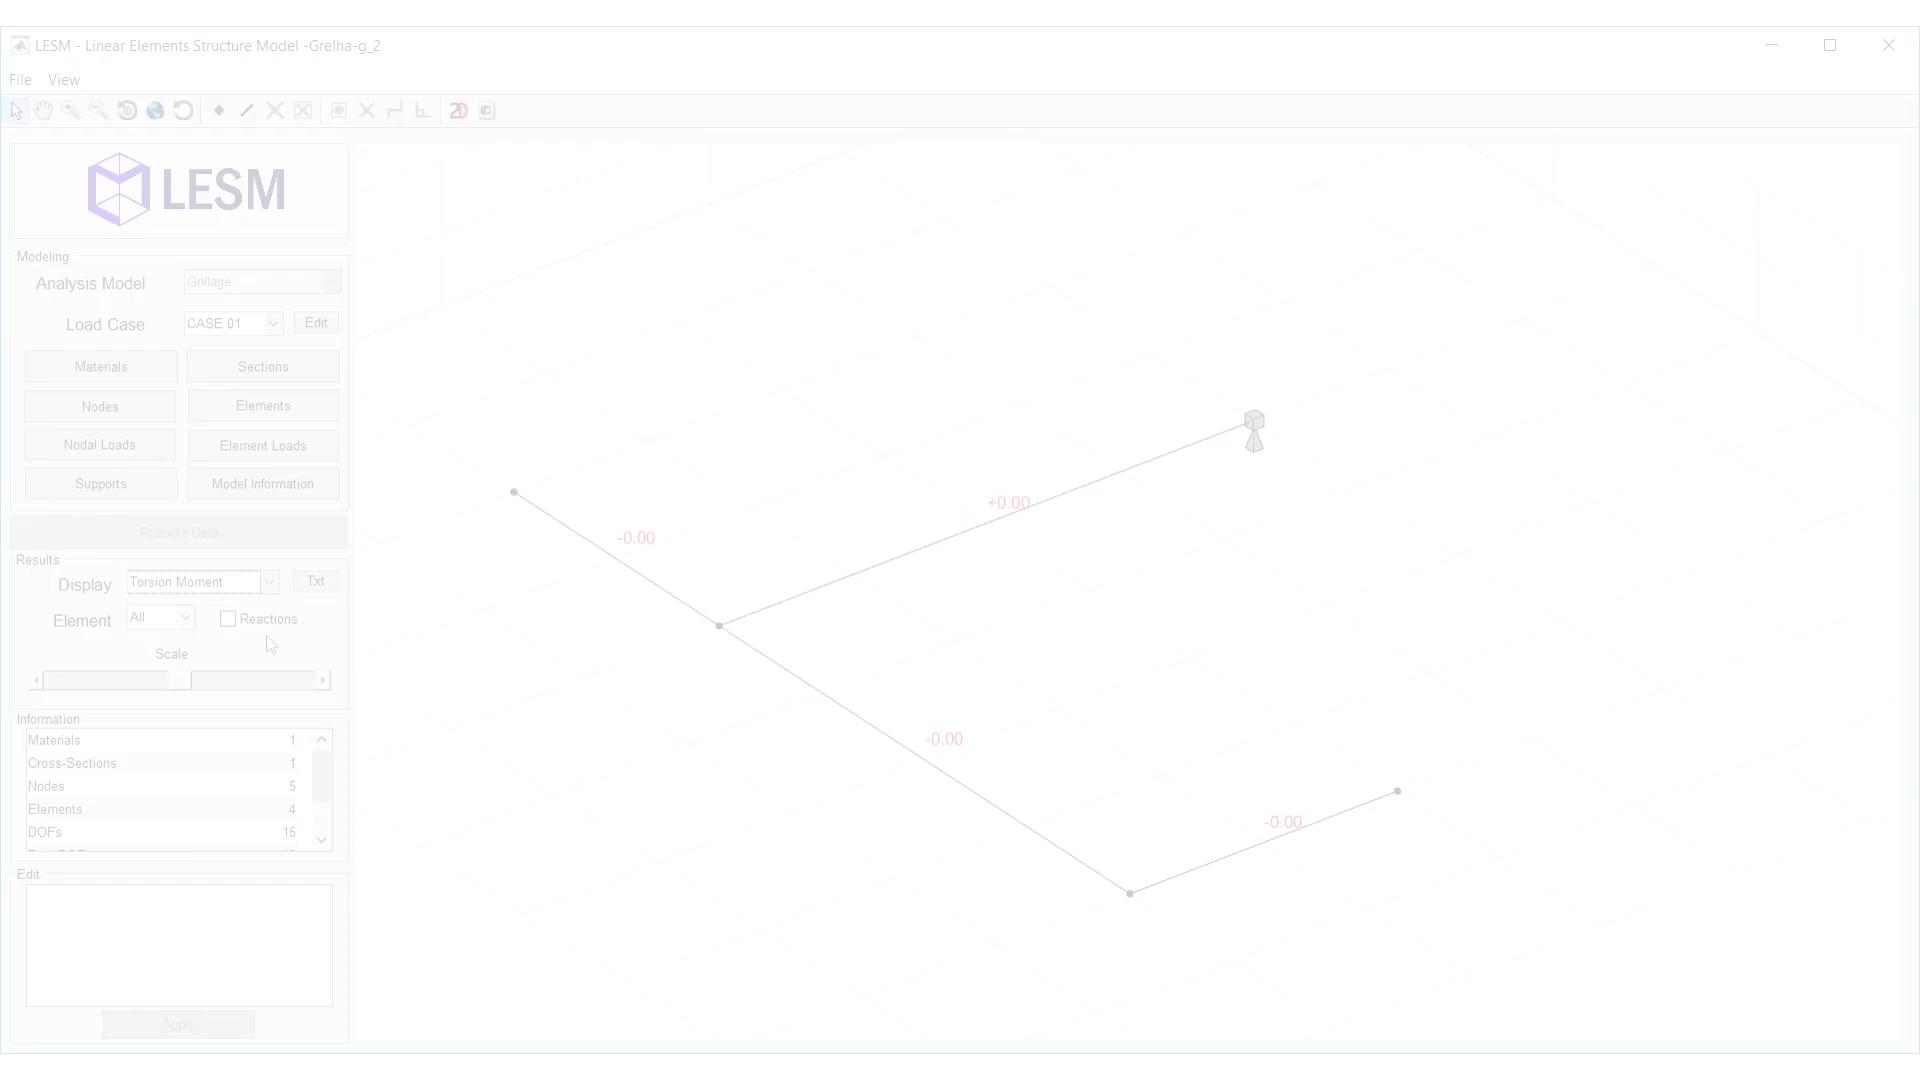 LESM - Linear Elements Structure Model -Grelha-g_2
File View
2D
LESM
Modeling
Analysis Model Grillage
Load Case CASE 01 Edit
Materials Sections
Nodes Elements
Nodal Loads Element Loads
Supports Model Information
Process Data
Results
Display Torsion Moment Txt
Element All Reactions
Scale
Information
Materials 1
Cross-Sections 1
Nodes 5
Elements 4
DOFs 15
Edit
Apply
+0.00
-0.00
-0.00
-0.00